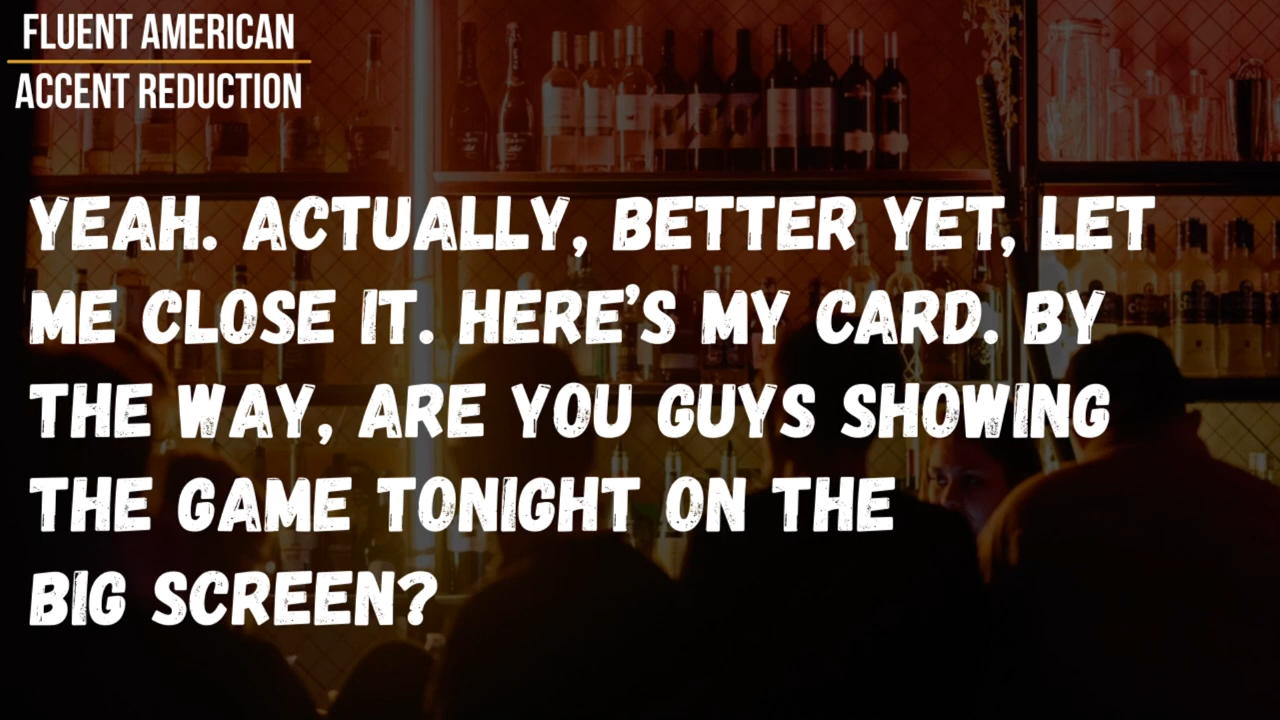 FLUENT AMERICAN
ACCENT REDUCTION
YEAH. ACTUALLY, BETTER YET, LET
ME CLOSE IT. HERE'S MY CARD. BY
THE WAY, ARE YOU GUYS SHOWING
THE GAME TONIGHT ON THE
BIG SCREEN?